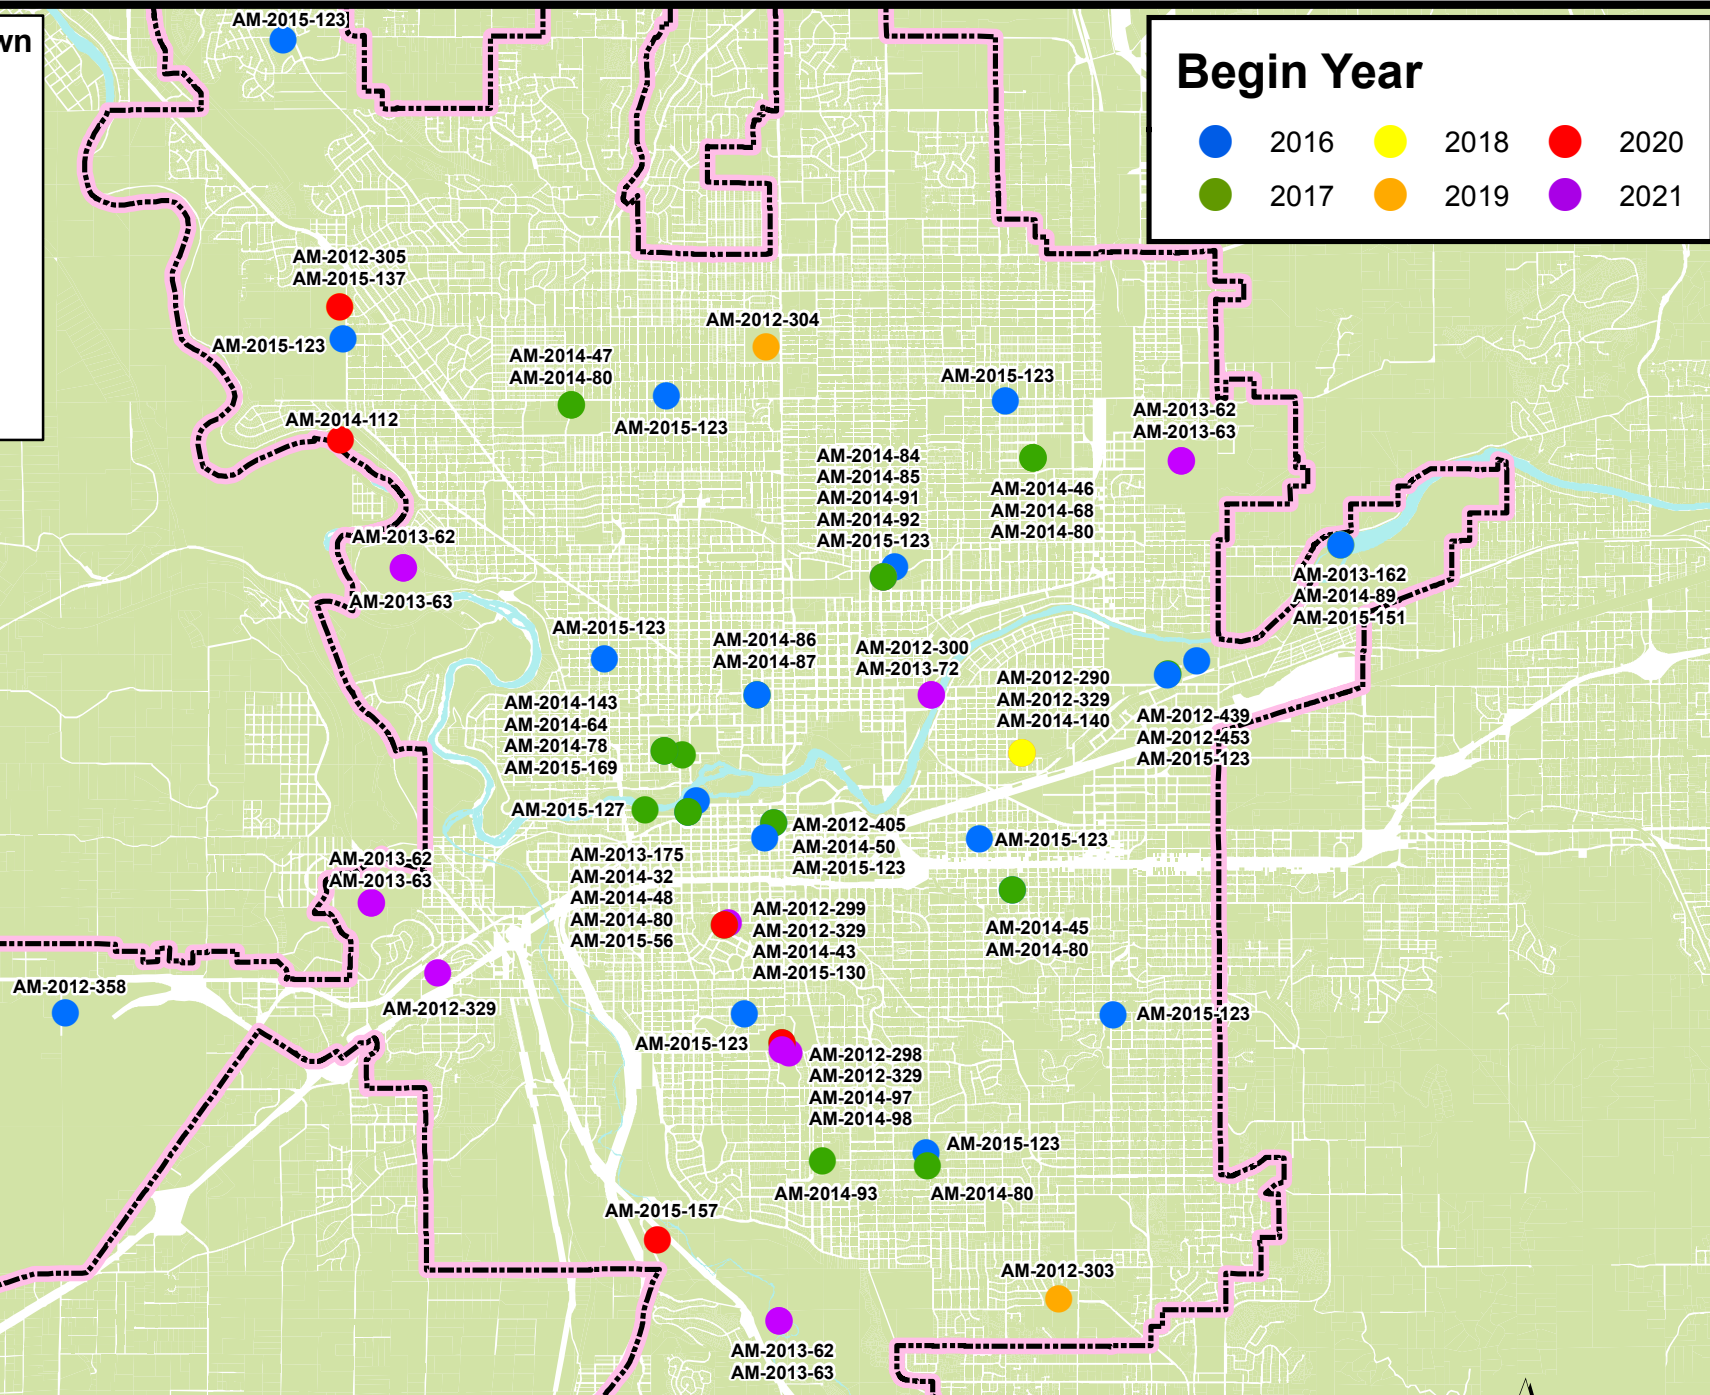 wn
AM-2015-123
Begin Year
2016
2018
2020
2017
2019
2021
AM-2012-305
AM-2015-137
AM-2015-123
AM-2012-304
AM-2014-47
AM-2014-80
AM-2015-123
AM-2015-123
AM-2013-62
AM-2013-63
AM-2014-112
AM-2014-84
AM-2014-85
AM-2014-91
AM-2014-92
AM-2015-123
AM-2014-46
AM-2014-68
AM-2014-80
AM-2013-62
AM-2013-63
AM-2013-162
AM-2014-89
AM-2015-151
AM-2015-123
AM-2014-86
AM-2014-87
AM-2012-300
AM-2013-72
AM-2012-290
AM-2012-329
AM-2014-140
AM-2014-143
AM-2014-64
AM-2014-78
AM-2015-169
AM-2012-439
AM-2012-453
AM-2015-123
AM-2015-127
AM-2012-405
AM-2014-50
AM-2015-123
AM-2015-123
AM-2013-62
AM-2013-63
AM-2013-175
AM-2014-32
AM-2014-48
AM-2014-80
AM-2015-56
AM-2012-299
AM-2012-329
AM-2014-43
AM-2015-130
AM-2014-45
AM-2014-80
AM-2012-358
AM-2012-329
AM-2015-123
AM-2015-123
AM-2012-298
AM-2012-329
AM-2014-97
AM-2014-98
AM-2015-123
AM-2014-93
AM-2014-80
AM-2015-157
AM-2012-303
AM-2013-62
AM-2013-63